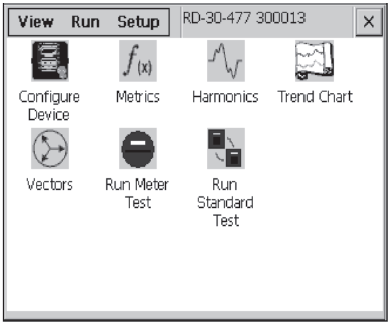 View Run Setup RD-30-477 300013
f(x)
Configure Device
Metrics
Harmonics
Trend Chart
Vectors
Run Meter Test
Run Standard Test